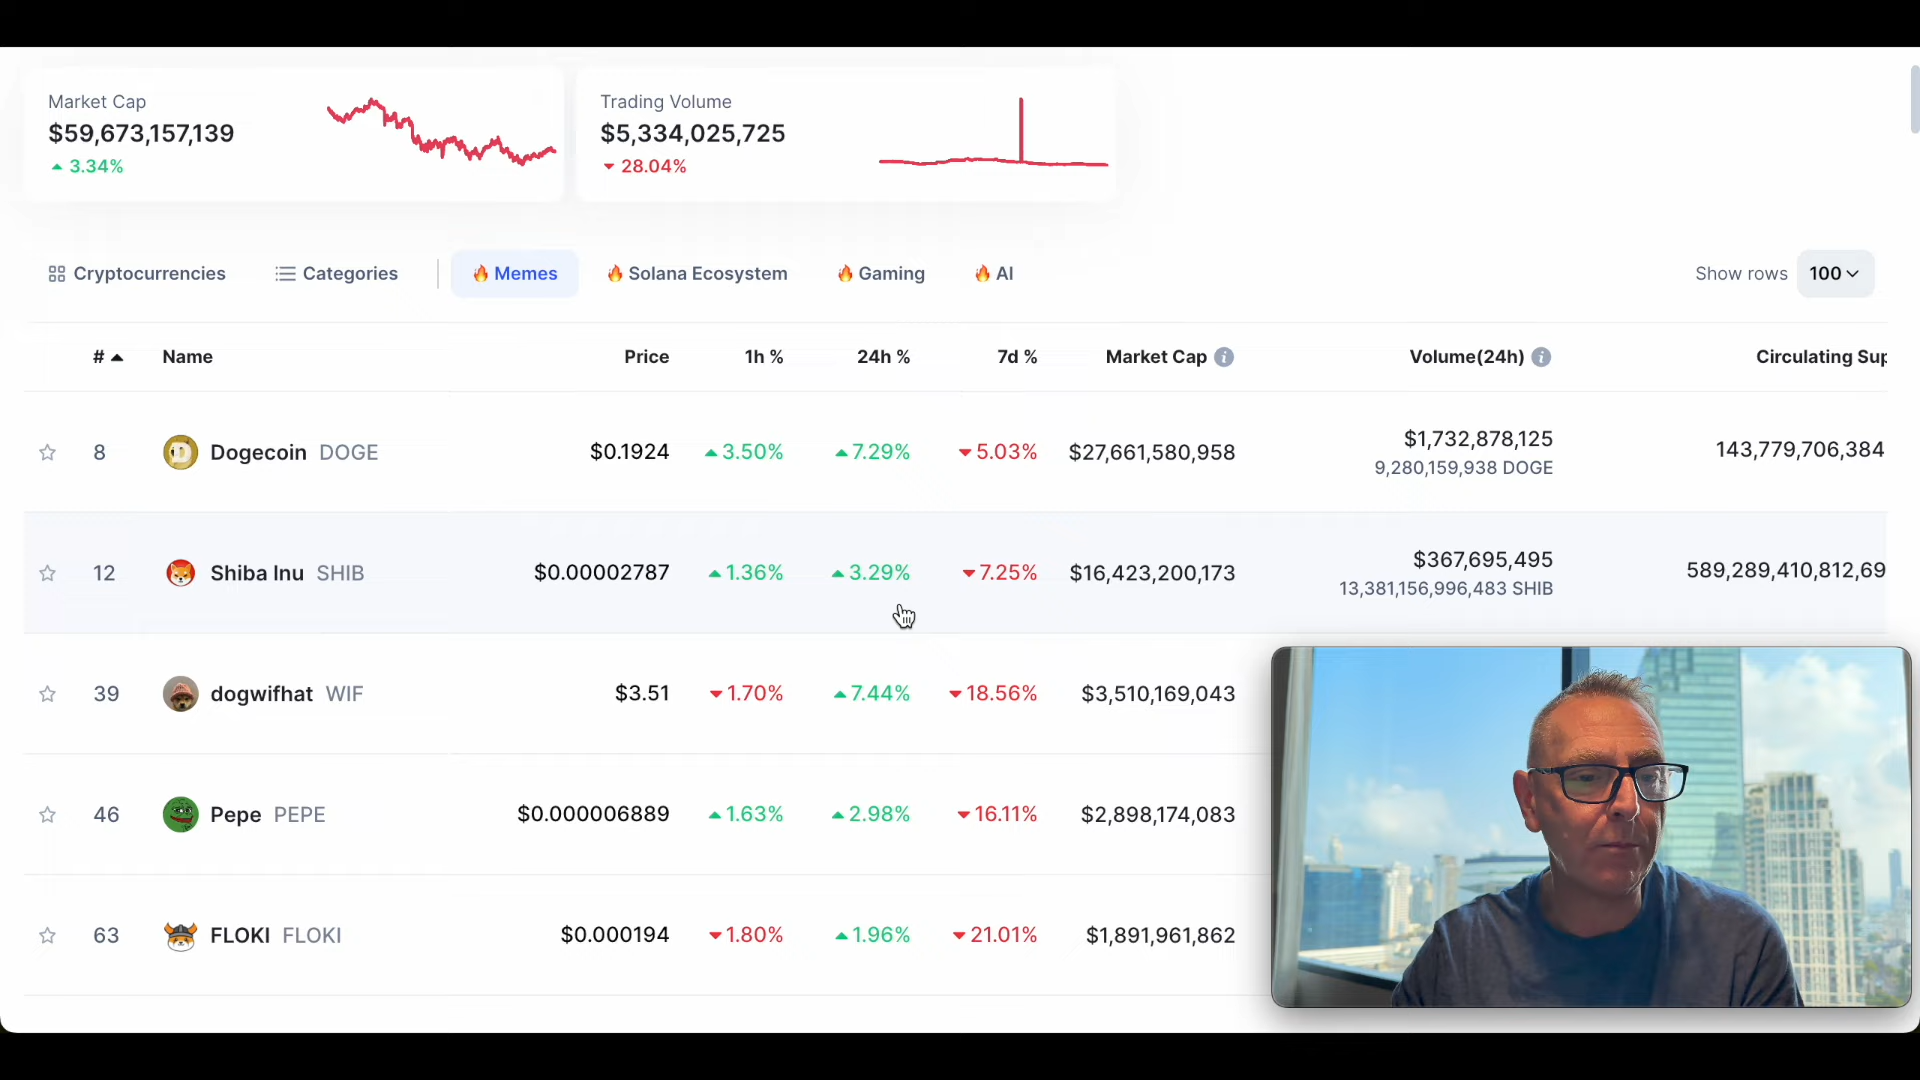 Market Cap
$59,673,157,139
3.34%
Trading Volume
$5,334,025,725
28.04%
Cryptocurrencies
Categories
Memes
Solana Ecosystem
Gaming
AI
Show rows 100
# Name Price 1h % 24h % 7d % Market Cap Volume(24h) Circulating Sup
8 Dogecoin DOGE $0.1924 3.50% 7.29% 5.03% $27,661,580,958 $1,732,878,125 143,779,706,384
9,280,159,938 DOGE
12 Shiba Inu SHIB $0.00002787 1.36% 3.29% 7.25% $16,423,200,173 $367,695,495 589,289,410,812,69
13,381,156,996,483 SHIB
39 dogwifhat WIF $3.51 1.70% 7.44% 18.56% $3,510,169,043
46 Pepe PEPE $0.000006889 1.63% 2.98% 16.11% $2,898,174,083
63 FLOKI FLOKI $0.000194 1.80% 1.96% 21.01% $1,891,961,862